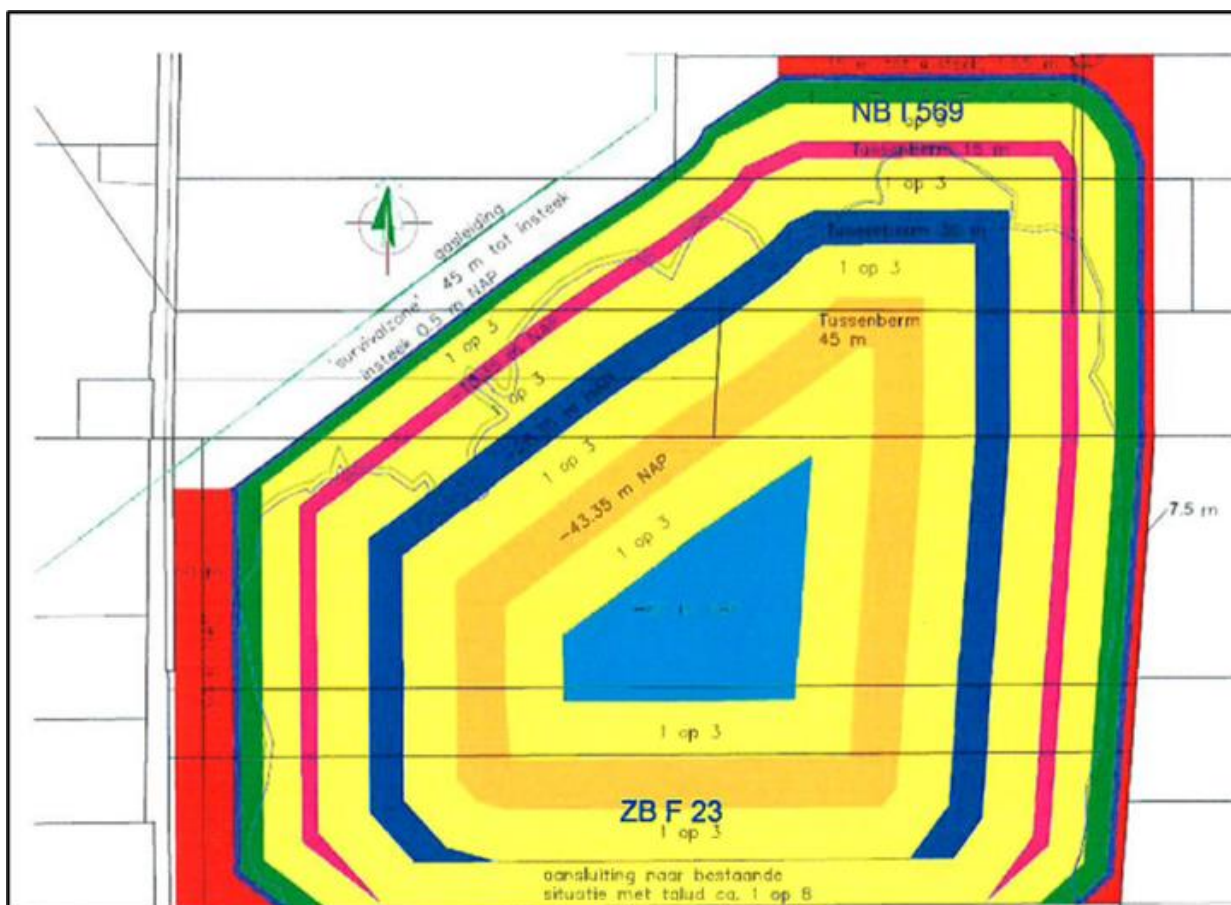 NB I 569
1 op 3
Tussenberm 15 m
1 op 3
Tussenberm
1 op 3
gasleiding
'survivalzone' 45 m tot insteek
insteek 0.5 m NAP
Tussenberm
45 m
1 op 3
1 op 3
1 op 3
-43.35 m NAP
1 op 3
7.5 m
1 op 3
ZB F 23
1 op 3
aansluiting naar bestaande
situatie met talud ca. 1 op 8